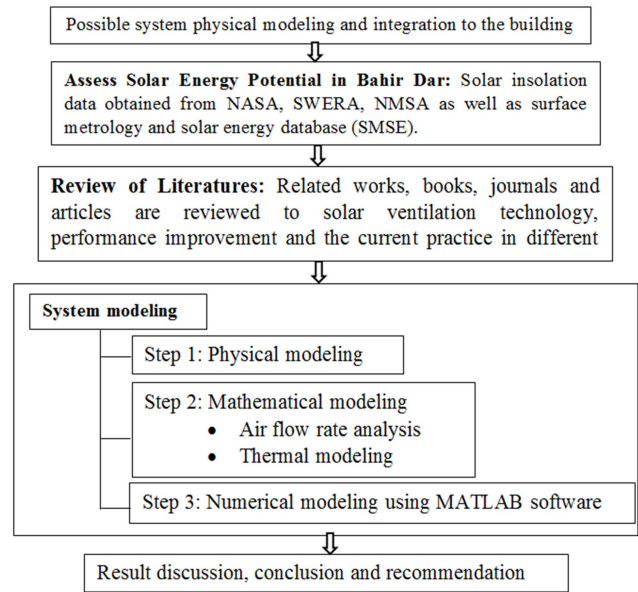 Possible system physical modeling and integration to the building
Assess Solar Energy Potential in Bahir Dar: Solar insolation
data obtained from NASA, SWERA, NMSA as well as surface
metrology and solar energy database (SMSE).
Review of Literatures: Related works, books, journals and
articles are reviewed to solar ventilation technology,
performance improvement and the current practice in different
System modeling
Step 1: Physical modeling
Step 2: Mathematical modeling
• Air flow rate analysis
• Thermal modeling
Step 3: Numerical modeling using MATLAB software
Result discussion, conclusion and recommendation